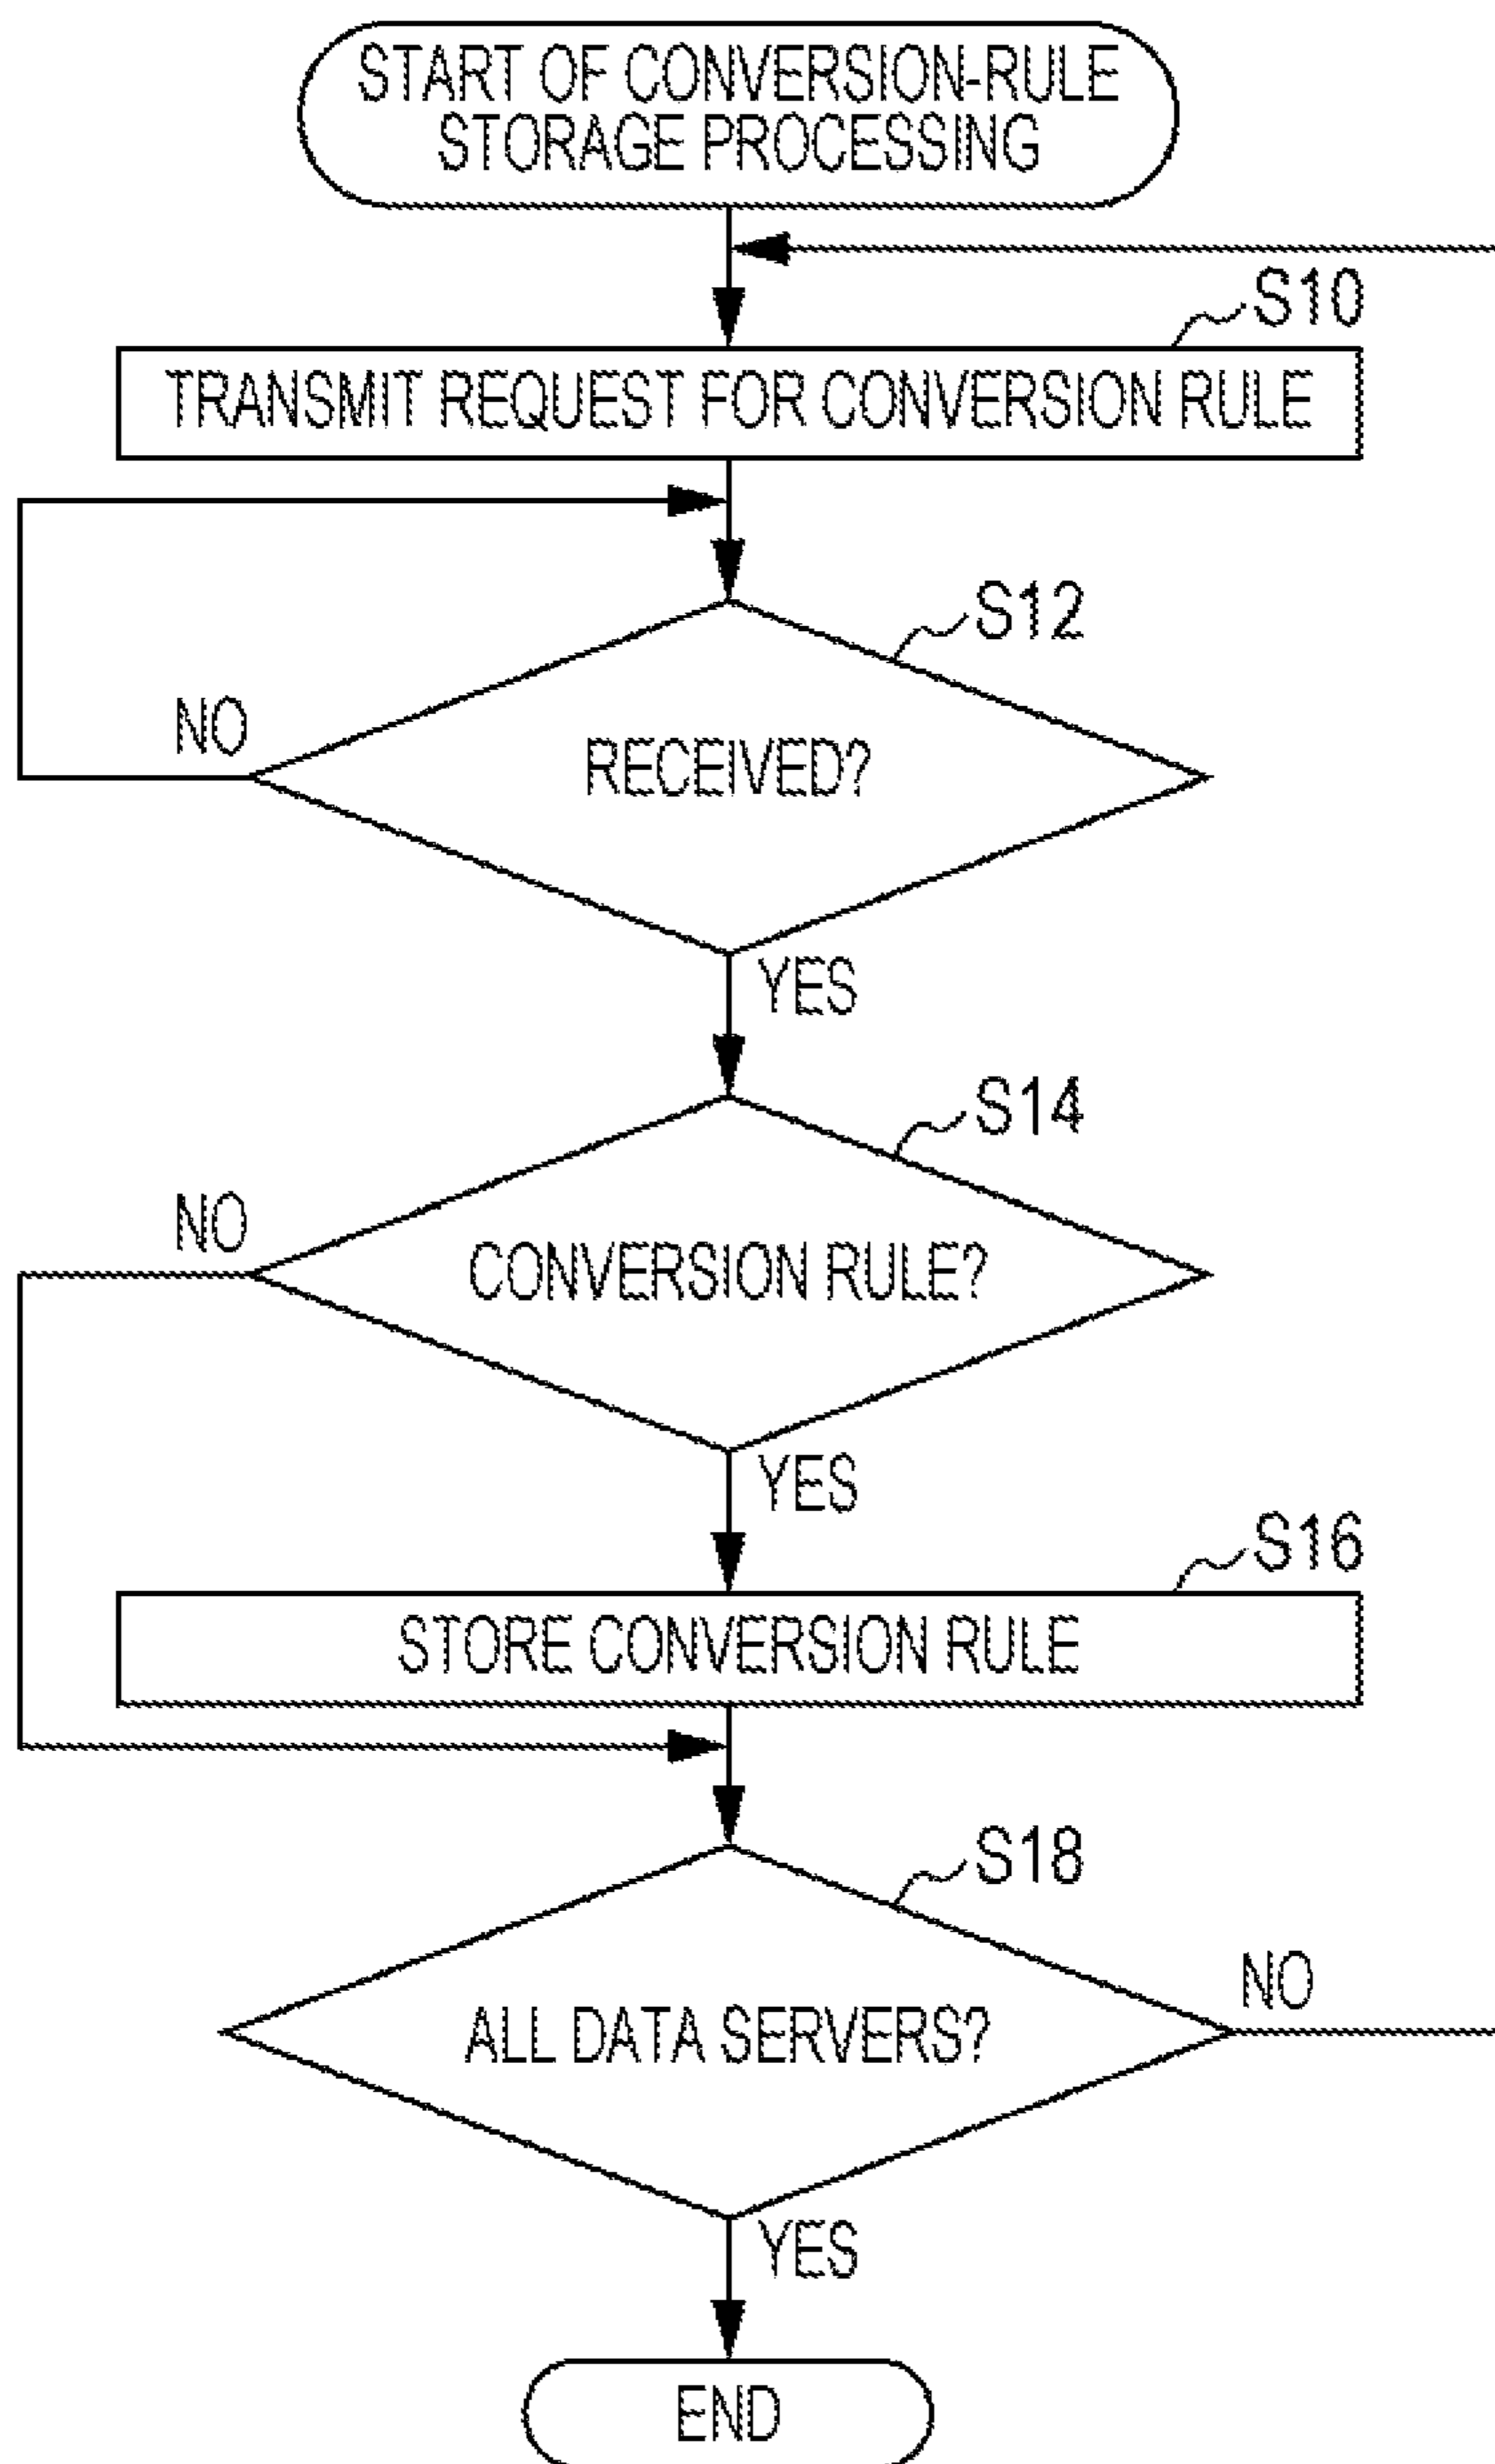 START OF CONVERSION-RULE
STORAGE PROCESSING
S10
TRANSMIT REQUEST FOR CONVERSION RULE
S12
NO
RECEIVED?
YES
S14
NO
CONVERSION RULE?
YES
S16
STORE CONVERSION RULE
S18
NO
ALL DATA SERVERS?
YES
END